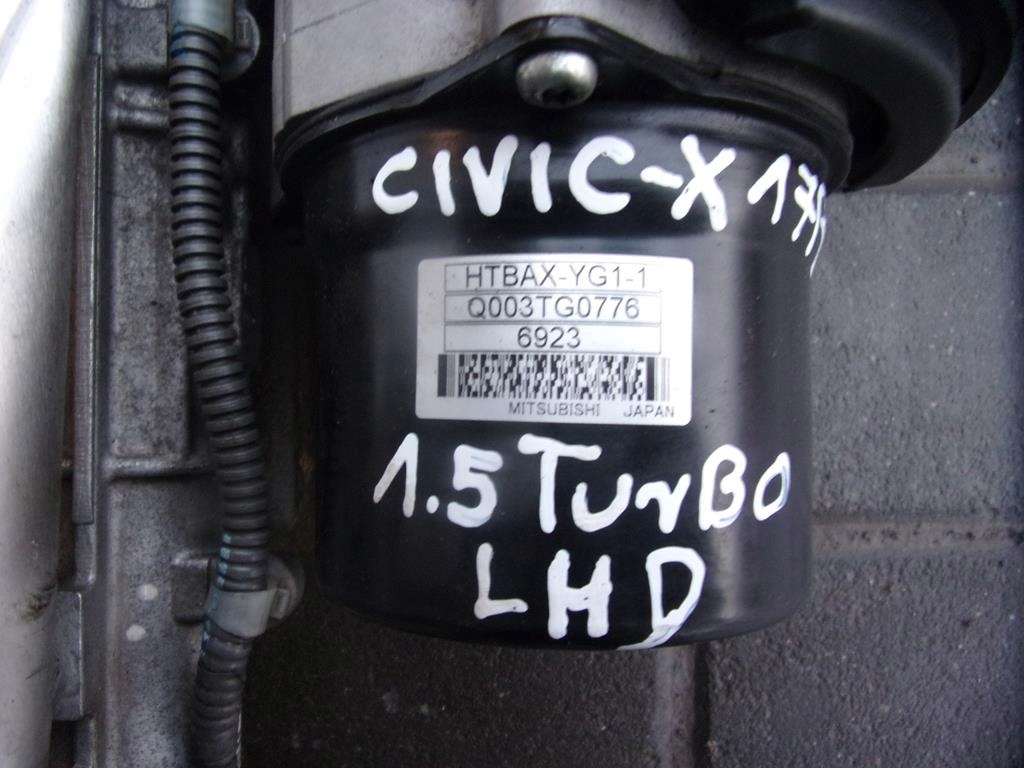 CIVIC-X
HTBAX-YG1-1
Q003TG0776
6923
MITSUBISHI JAPAN
1.5 TurBO
LHD